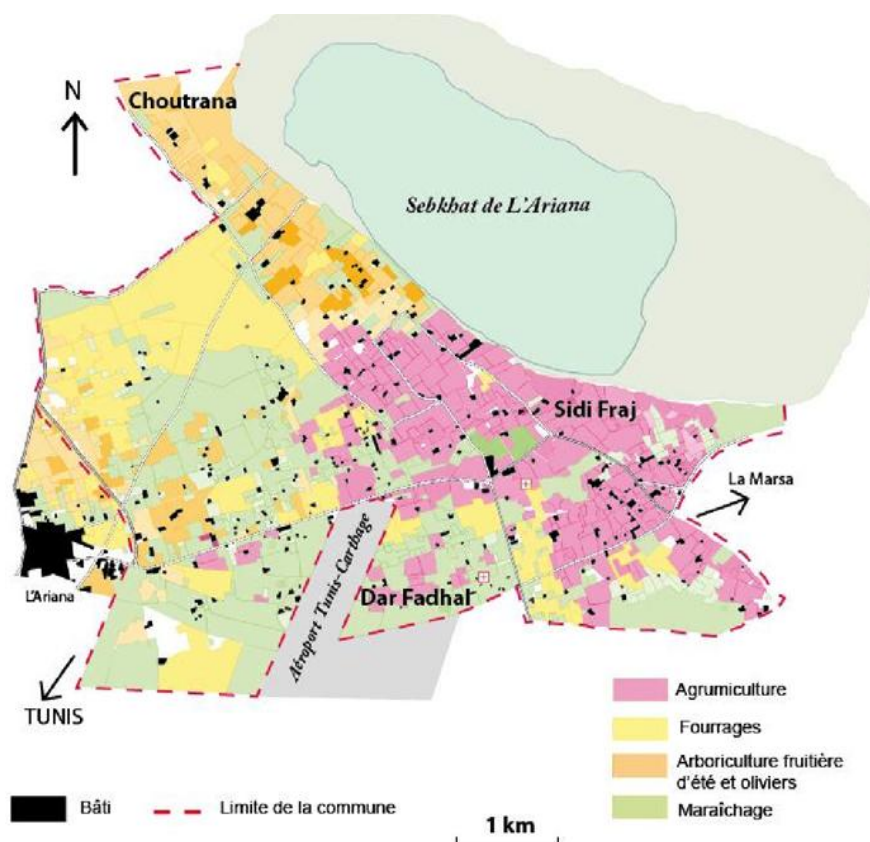 Choutrana
N
Sebkhat de L'Ariana
Sidi Fraj
La Marsa
Aéroport Tunis-Carthage
Dar Fadhal
L'Ariana
TUNIS
Agrumiculture
Fourrages
Arboriculture fruitière
d'été et oliviers
Maraîchage
Bâti
Limite de la commune
1 km